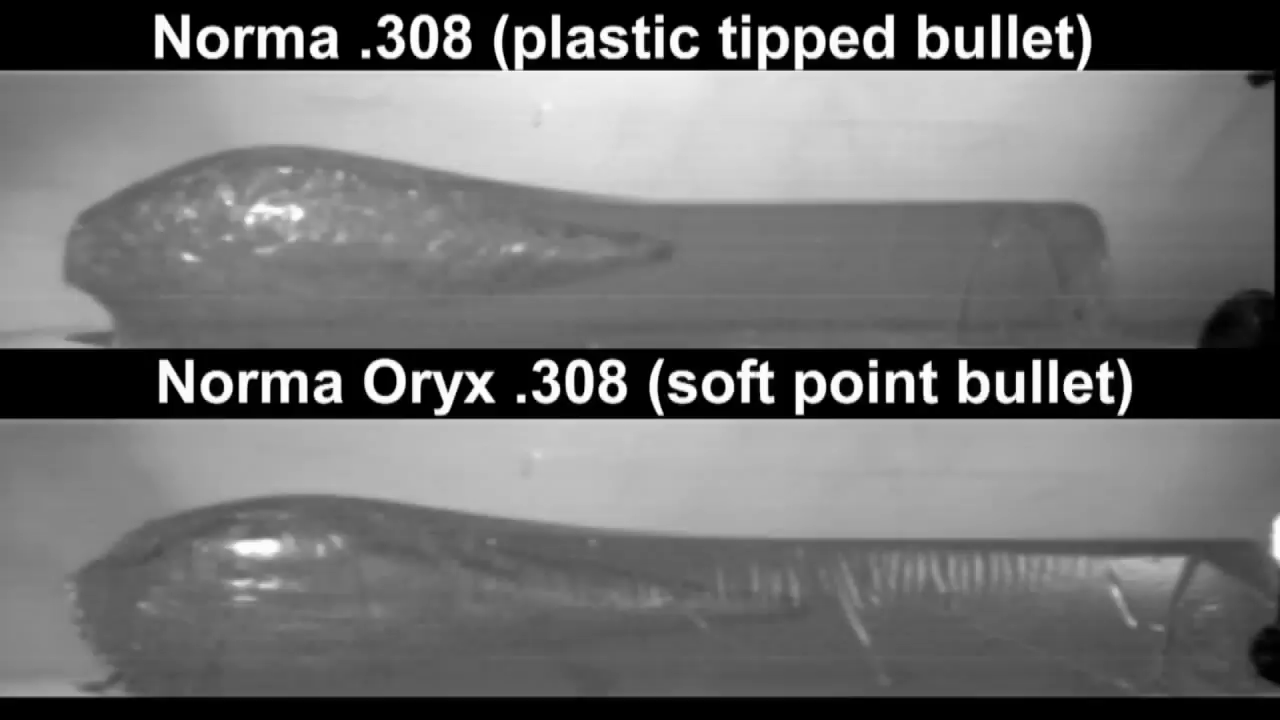 Norma .308 (plastic tipped bullet)
Norma Oryx .308 (soft point bullet)